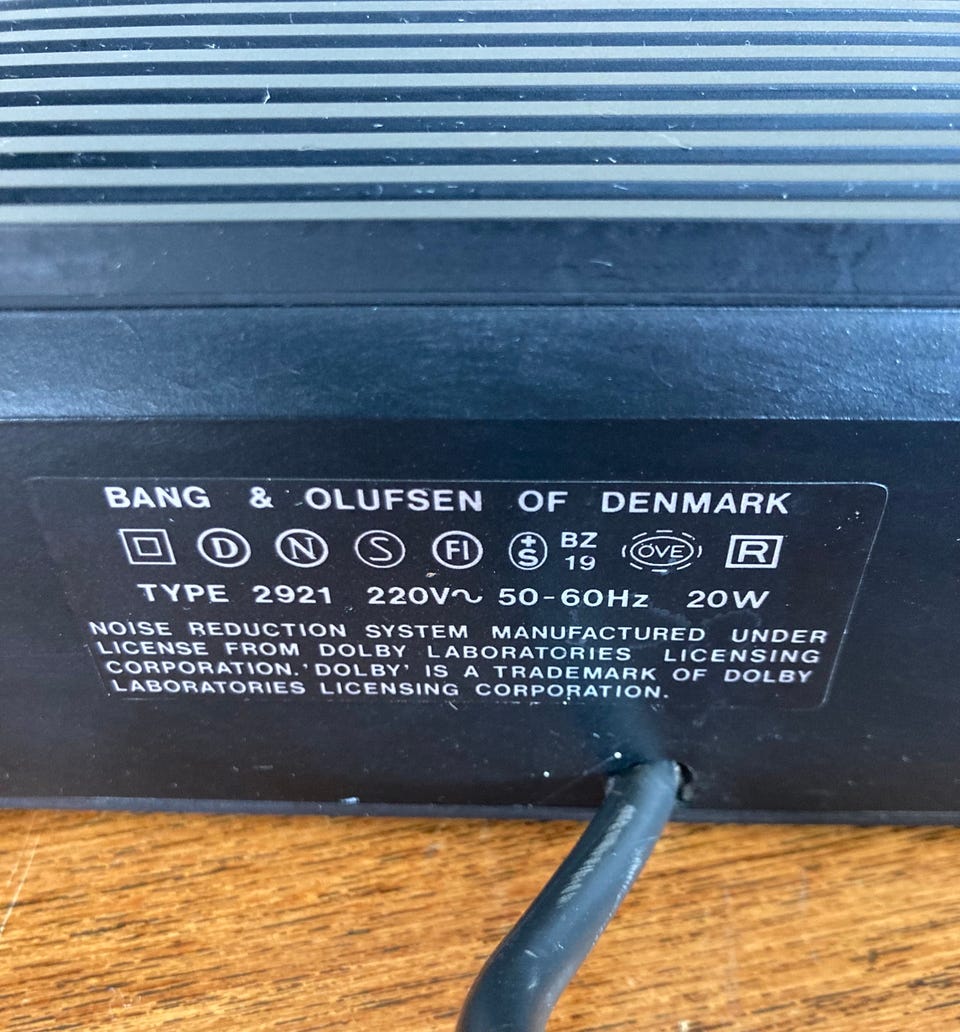 BANG & OLUFSEN OF DENMARK
D N S FI +S BZ 19 ÖVE R
TYPE 2921 220V~ 50-60Hz 20W
NOISE REDUCTION SYSTEM MANUFACTURED UNDER
LICENSE FROM DOLBY LABORATORIES LICENSING
CORPORATION. 'DOLBY' IS A TRADEMARK OF DOLBY
LABORATORIES LICENSING CORPORATION.